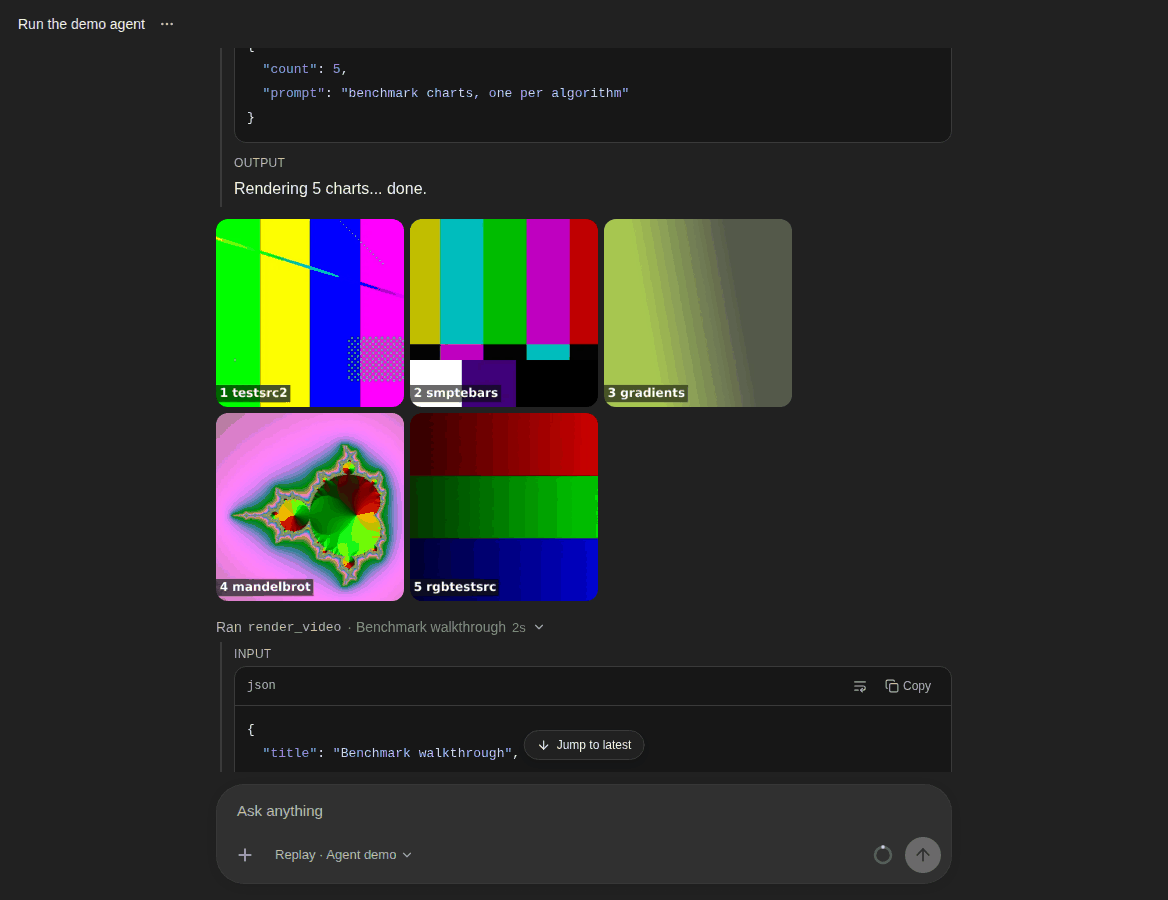 Run the demo agent
{
"count": 5,
"prompt": "benchmark charts, one per algorithm"
}
OUTPUT
Rendering 5 charts... done.
1 testsrc2
2 smptebars
3 gradients
4 mandelbrot
5 rgbtestsrc
Ran render_video · Benchmark walkthrough 2s
INPUT
json
Copy
{
"title": "Benchmark walkthrough",
Jump to latest
Ask anything
Replay · Agent demo